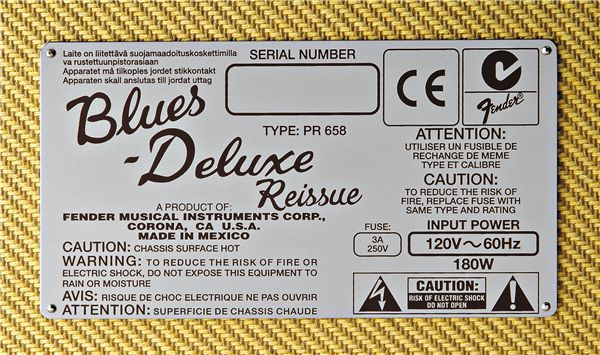 Laite on liitettävä suojamaadoituskoskettimilla
va rustettuunpistorasiaan
Apparatet må tilkoples jordet stikkontakt
Apparaten skall anslutas till jordat uttag
SERIAL NUMBER
CE
Fender
Blues
-Deluxe
Reissue
TYPE: PR 658
ATTENTION:
UTILISER UN FUSIBLE DE
RECHANGE DE MEME
TYPE ET CALIBRE
CAUTION:
TO REDUCE THE RISK OF
FIRE, REPLACE FUSE WITH
SAME TYPE AND RATING
A PRODUCT OF:
FENDER MUSICAL INSTRUMENTS CORP.,
CORONA, CA U.S.A.
MADE IN MEXICO
CAUTION: CHASSIS SURFACE HOT
WARNING: TO REDUCE THE RISK OF FIRE OR
ELECTRIC SHOCK, DO NOT EXPOSE THIS EQUIPMENT TO
RAIN OR MOISTURE
AVIS: RISQUE DE CHOC ELECTRIQUE NE PAS OUVRIR
ATTENTION: SUPERFICIE DE CHASSIS CHAUDE
FUSE:
3A
250V
INPUT POWER
120V~60Hz
180W
CAUTION:
RISK OF ELECTRIC SHOCK
DO NOT OPEN